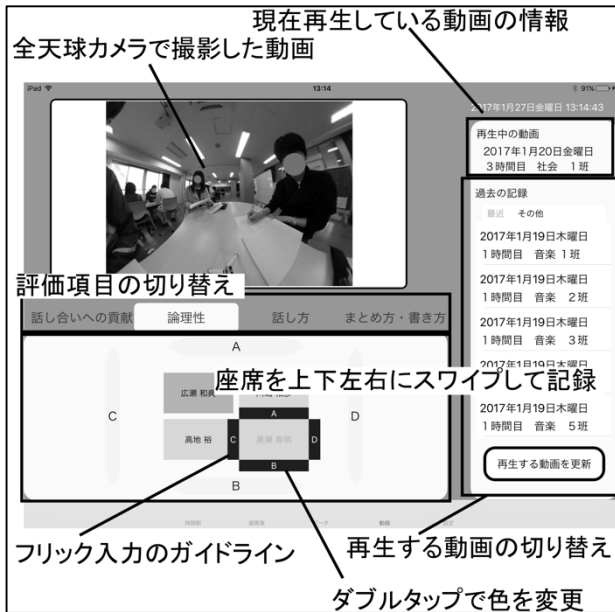 現在再生している動画の情報
全天球カメラで撮影した動画
iPad
13:14
91%
2017年1月27日金曜日 13:14:43
再生中の動画
2017年1月20日金曜日
3時間目 社会 1班
過去の記録
最近 その他
2017年1月19日木曜日
1時間目 音楽 1班
2017年1月19日木曜日
1時間目 音楽 2班
2017年1月19日木曜日
1時間目 音楽 3班
2017年1月19日木曜日
1時間目 音楽 5班
再生する動画を更新
評価項目の切り替え
話し合いへの貢献 論理性 話し方 まとめ方・書き方
A
座席を上下左右にスワイプして記録
広瀬 和典
C
A
D
高地 裕
C
D
B
B
動画
フリック入力のガイドライン
再生する動画の切り替え
ダブルタップで色を変更